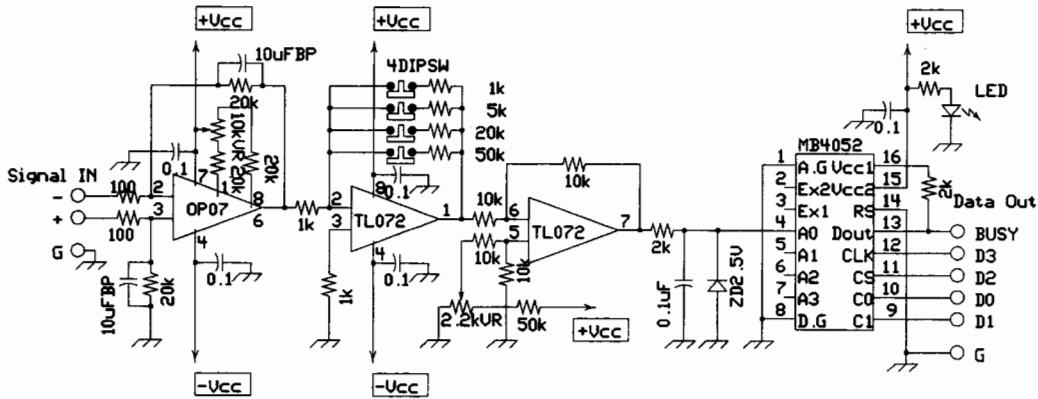 +Vcc
+Vcc
+Vcc
10uFBP
4DIPSW
2k
LED
20k
1k
5k
20k
50k
0.1
MB4052
10kVR
20k
20k
0.1
0.1
10k
Signal IN
100
-
+
100
G
2
3
7
1
8
6
4
OP07
0.1
10uFBP
20k
1k
2
3
8
1
4
TL072
0.1
1k
10k
10k
6
5
7
TL072
10k
2.2kVR
50k
+Vcc
2k
0.1uF
ZD2.5V
1 A.G Vcc1 16
2 Ex2 Vcc2 15
3 Ex1 RS 14
4 A0 Dout 13
5 A1 CLK 12
6 A2 CS 11
7 A3 C0 10
8 D.G C1 9
2k
Data Out
BUSY
D3
D2
D0
D1
G
-Vcc
-Vcc